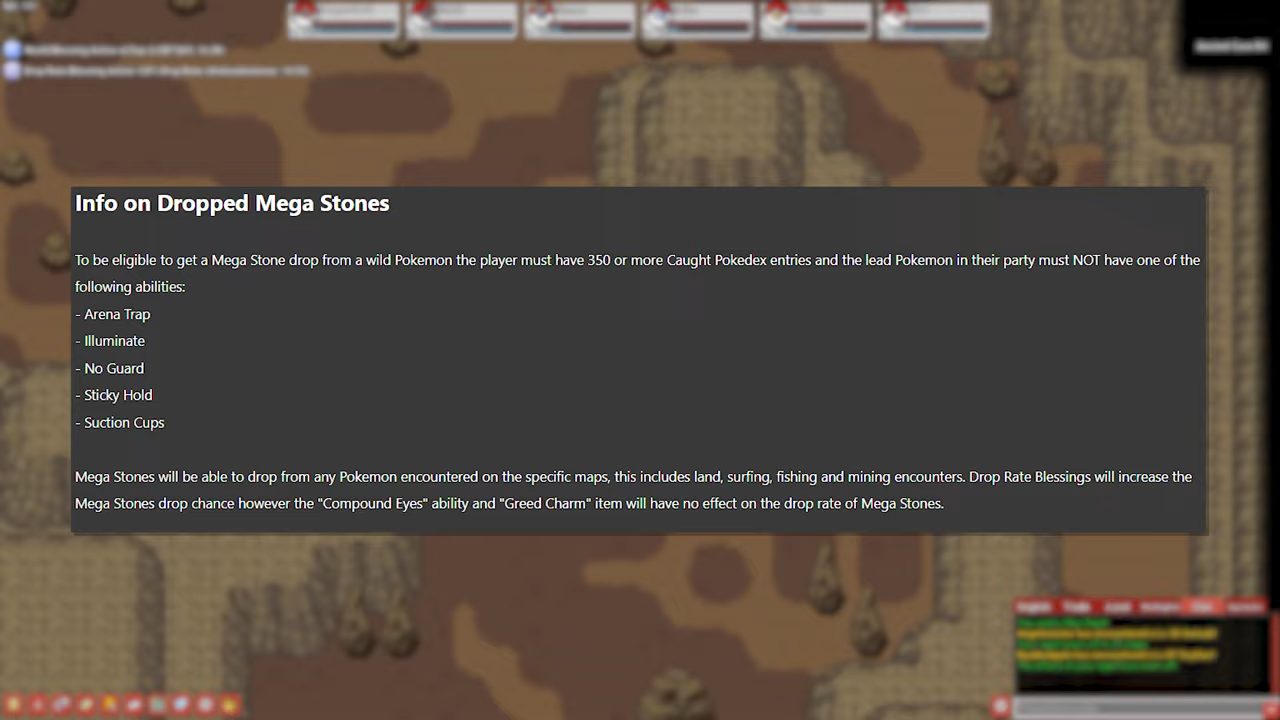 Info on Dropped Mega Stones
To be eligible to get a Mega Stone drop from a wild Pokemon the player must have 350 or more Caught Pokedex entries and the lead Pokemon in their party must NOT have one of the
following abilities:
- Arena Trap
- Illuminate
- No Guard
- Sticky Hold
- Suction Cups
Mega Stones will be able to drop from any Pokemon encountered on the specific maps, this includes land, surfing, fishing and mining encounters. Drop Rate Blessings will increase the
Mega Stones drop chance however the "Compound Eyes" ability and "Greed Charm" item will have no effect on the drop rate of Mega Stones.